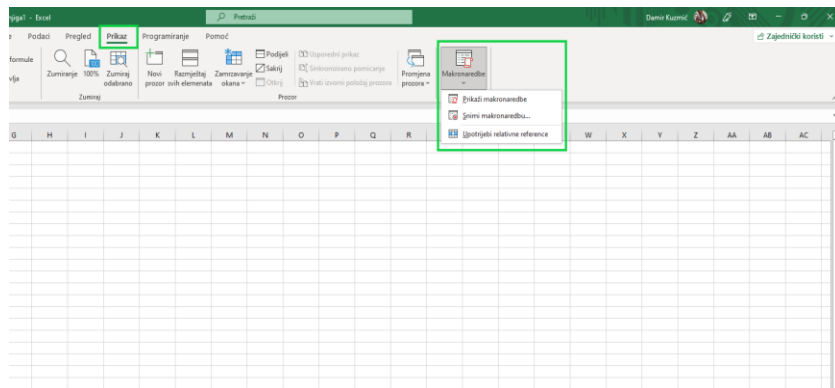 njiga1 - Excel
Pretraži
Damir Kuzmić
Podaci Pregled Prikaz Programiranje Pomoć
Zajednički koristi
formule
vlja
Zumiranje
100%
Zumiraj odabrano
Zumiraj
Novi prozor
Razmještaj svih elemenata
Zamrzavanje okana
Podijeli
Sakrij
Otkrij
Usporedni prikaz
Sinkronizirano pomicanje
Vrati izvorni položaj prozora
Prozor
Promjena prozora
Makronaredbe
Prikaži makronaredbe
Snimi makronaredbu...
Upotrijebi relativne reference
G H I J K L M N O P Q R W X Y Z AA AB AC